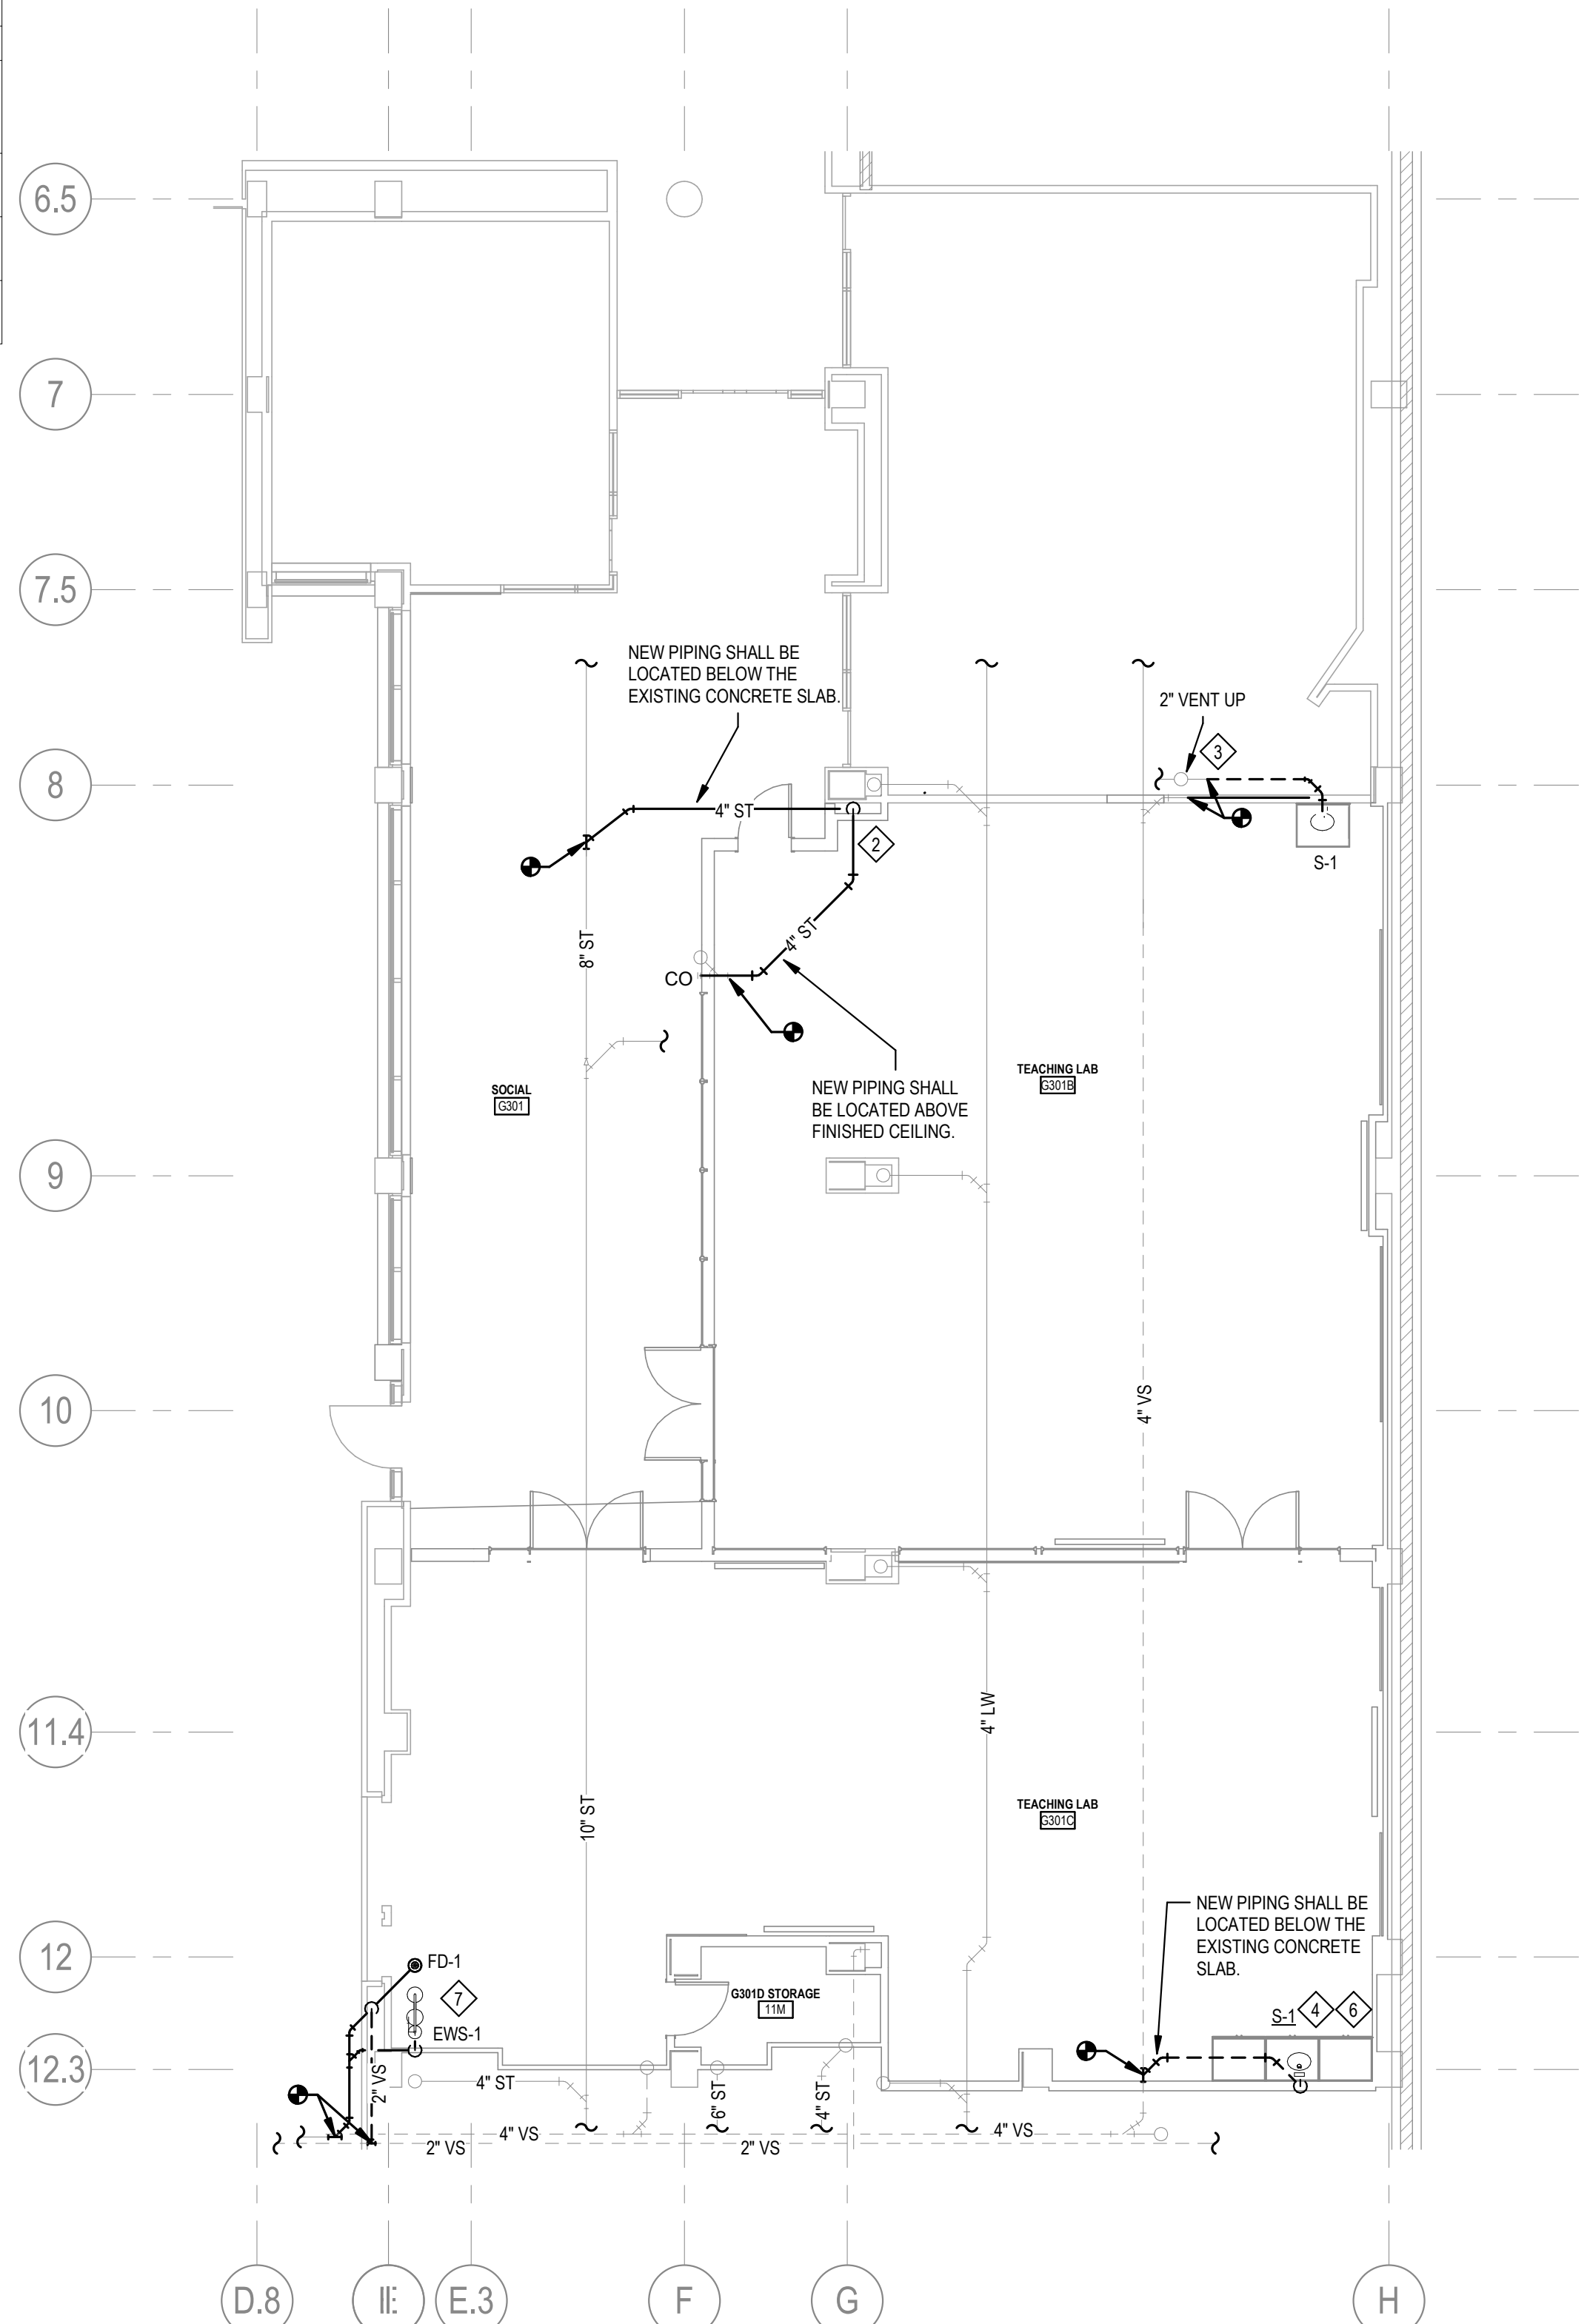 6.5
7
7.5
NEW PIPING SHALL BE
LOCATED BELOW THE
EXISTING CONCRETE SLAB.
2" VENT UP
3
8
4" ST
2
S-1
8" ST
4" ST
CO
TEACHING LAB
G301B
NEW PIPING SHALL
BE LOCATED ABOVE
FINISHED CEILING.
SOCIAL
G301
9
10
4" VS
11.4
4" LW
10" ST
TEACHING LAB
G301C
NEW PIPING SHALL BE
LOCATED BELOW THE
EXISTING CONCRETE
SLAB.
12
FD-1
7
G301D STORAGE
11M
EWS-1
S-1
4
6
12.3
2" VS
4" ST
6" ST
4" ST
4" VS
4" VS
2" VS
2" VS
D.8
E.3
F
G
H